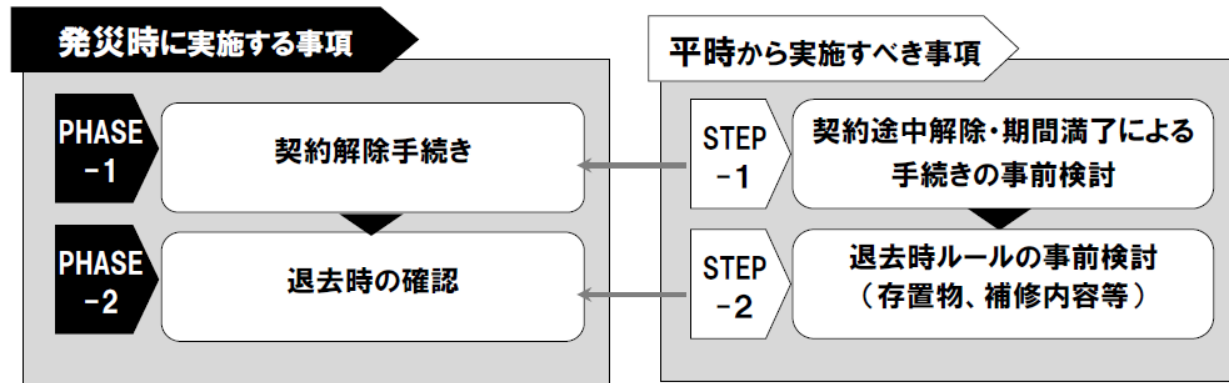 発災時に実施する事項
PHASE
-1
契約解除手続き
PHASE
-2
退去時の確認
平時から実施すべき事項
STEP
-1
契約途中解除・期間満了による
手続きの事前検討
STEP
-2
退去時ルールの事前検討
（存置物、補修内容等）